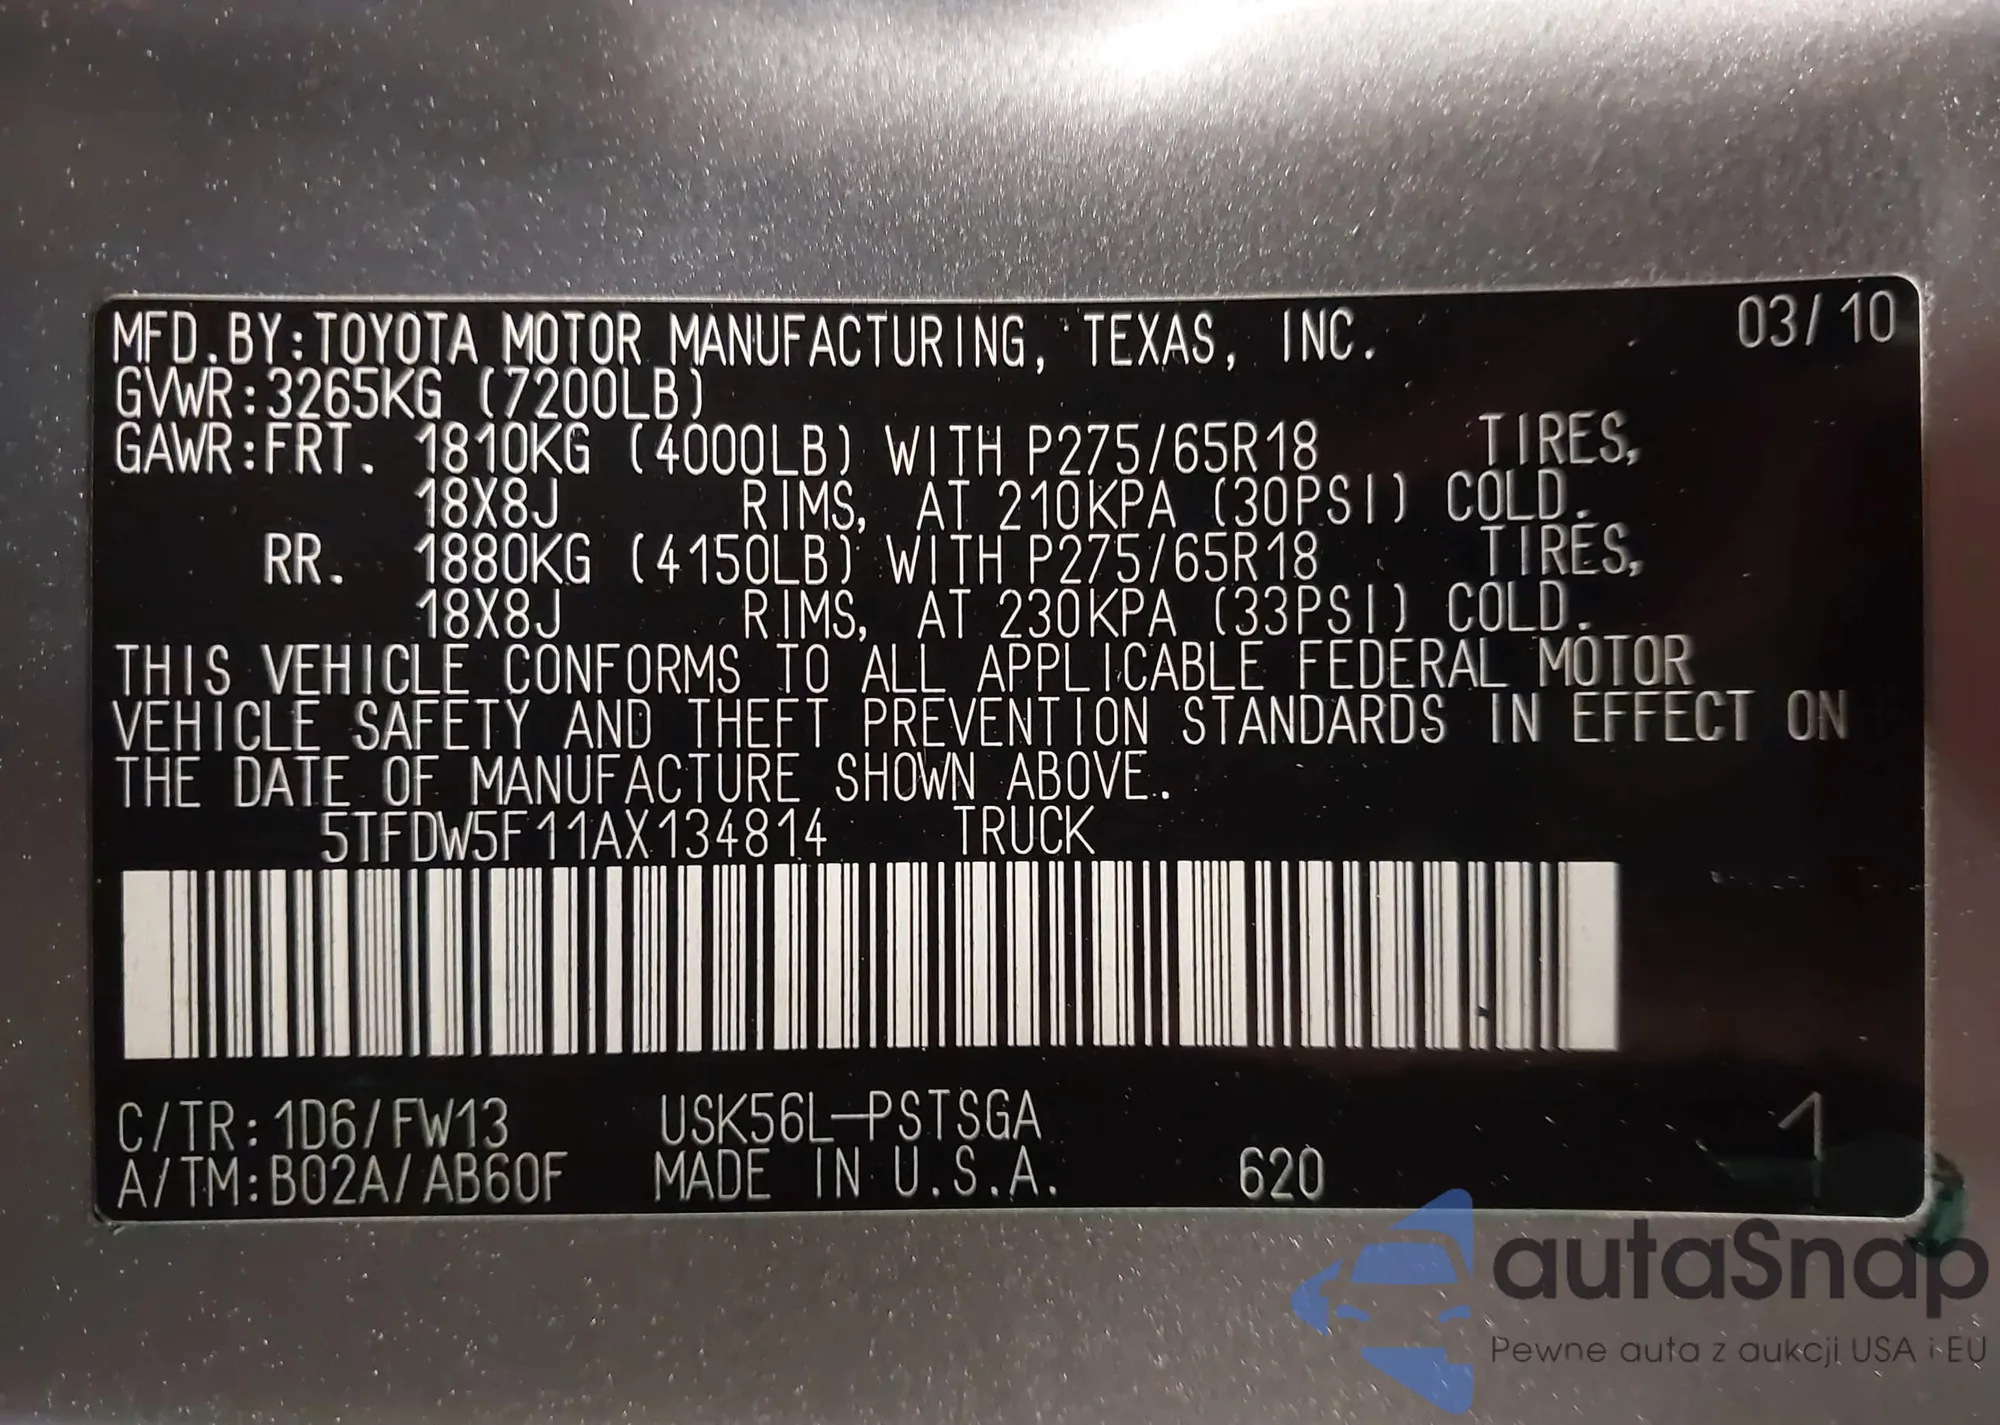 MFD.BY:TOYOTA MOTOR MANUFACTURING, TEXAS, INC. 03/10
GVWR:3265KG (7200LB)
GAWR:FRT. 1810KG (4000LB) WITH P275/65R18 TIRES,
18X8J RIMS, AT 210KPA (30PSI) COLD.
RR. 1880KG (4150LB) WITH P275/65R18 TIRES,
18X8J RIMS, AT 230KPA (33PSI) COLD.
THIS VEHICLE CONFORMS TO ALL APPLICABLE FEDERAL MOTOR
VEHICLE SAFETY AND THEFT PREVENTION STANDARDS IN EFFECT ON
THE DATE OF MANUFACTURE SHOWN ABOVE.
5TFDW5F11AX134814 TRUCK
C/TR:1D6/FW13 USK56L-PSTSGA 1
A/TM:B02A/AB60F MADE IN U.S.A. 620
autaSnap
Pewne auta z aukcji USA i EU